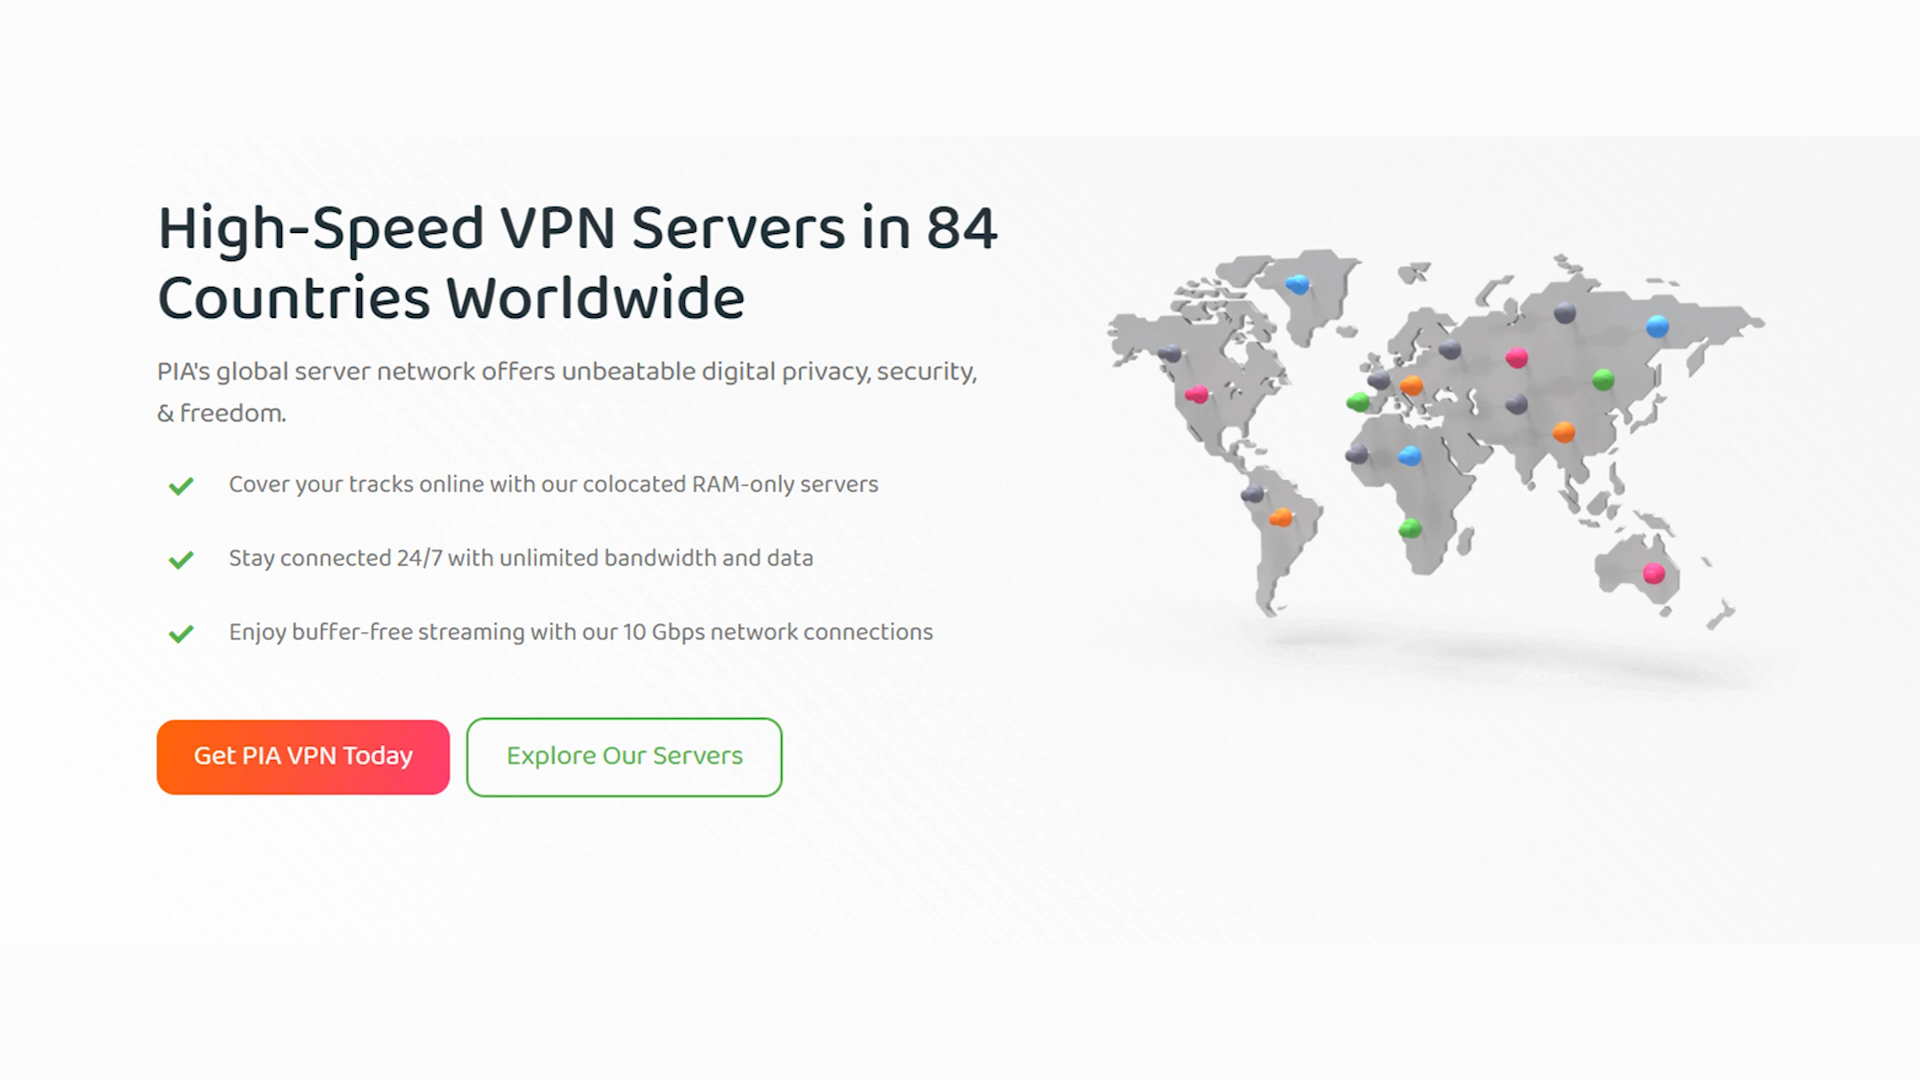 High-Speed VPN Servers in 84
Countries Worldwide
PIA's global server network offers unbeatable digital privacy, security,
& freedom.
Cover your tracks online with our colocated RAM-only servers
Stay connected 24/7 with unlimited bandwidth and data
Enjoy buffer-free streaming with our 10 Gbps network connections
Get PIA VPN Today
Explore Our Servers